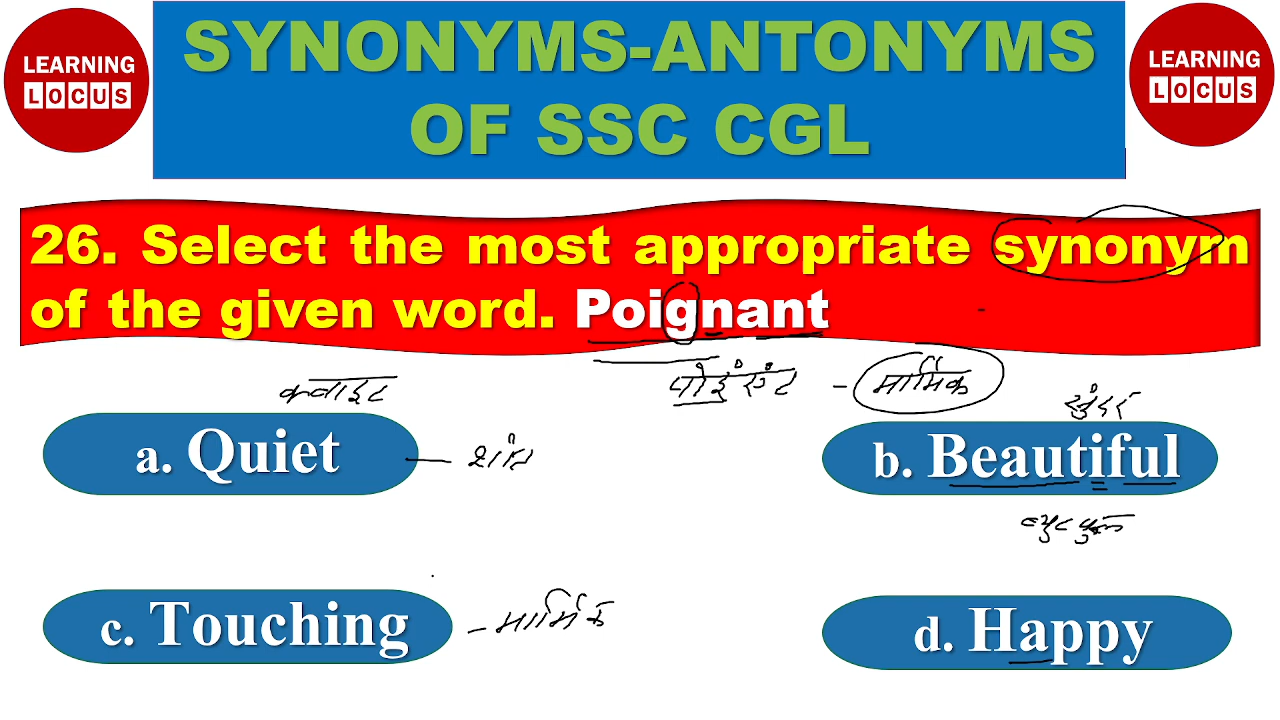 LEARNING
LOCUS
SYNONYMS-ANTONYMS
OF SSC CGL
LEARNING
LOCUS
26. Select the most appropriate synonym
of the given word. Poignant
क्वाइट
पोइंएंट - मार्मिक
सुंदर
a. Quiet — शांत
b. Beautiful
c. Touching - मार्मिक
d. Happy